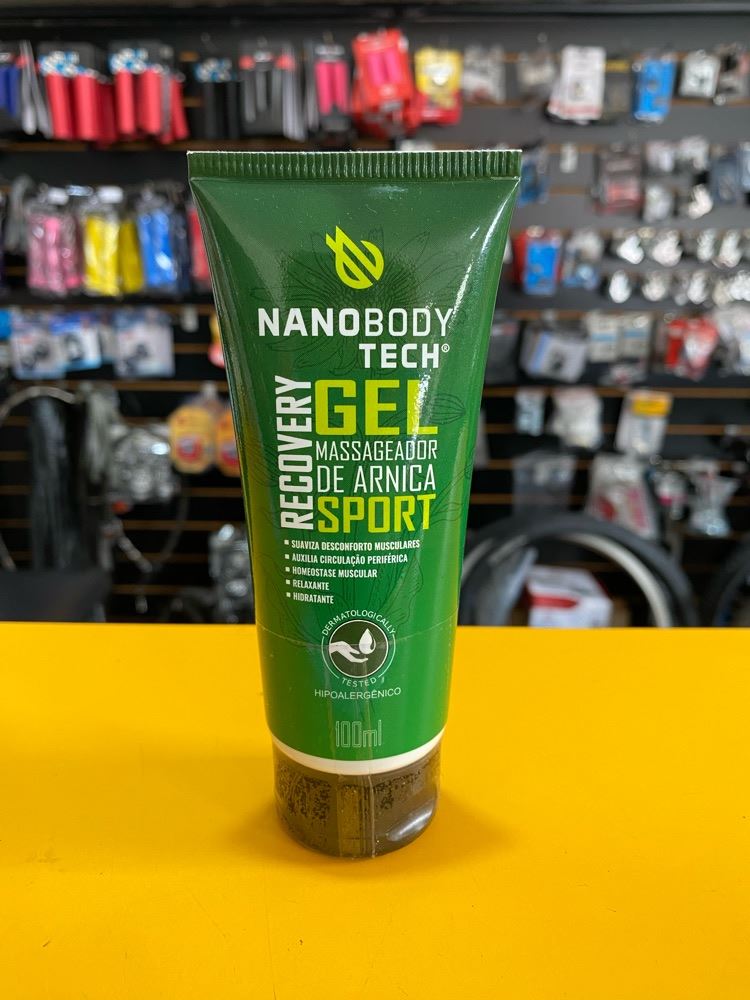 NANOBODY
TECH®
RECOVERY
GEL
MASSAGEADOR
DE ARNICA
SPORT
▪ SUAVIZA DESCONFORTO MUSCULARES
▪ AUXILIA CIRCULAÇÃO PERIFÉRICA
▪ HOMEOSTASE MUSCULAR
▪ RELAXANTE
▪ HIDRATANTE
DERMATOLOGICALLY
TESTED
HIPOALERGÊNICO
100ml